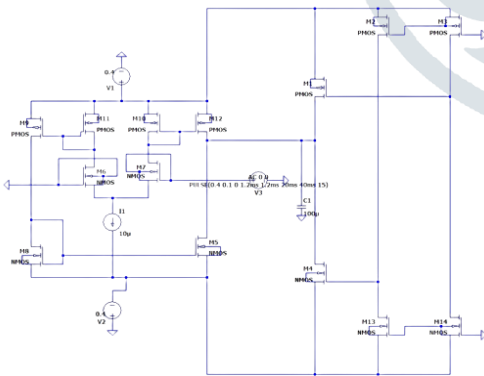 M2
PMOS
M3
PMOS
0.4
V1
M1
PMOS
M9
PMOS
M11
PMOS
M10
PMOS
M12
PMOS
M6
NMOS
M7
NMOS
AC 0 0
PULSE(0.4 0.1 0 1.2ms 1.2ms 20ms 40ms 15)
V3
C1
100µ
I1
10µ
M8
NMOS
M5
NMOS
M4
NMOS
0.4
V2
M13
NMOS
M14
NMOS